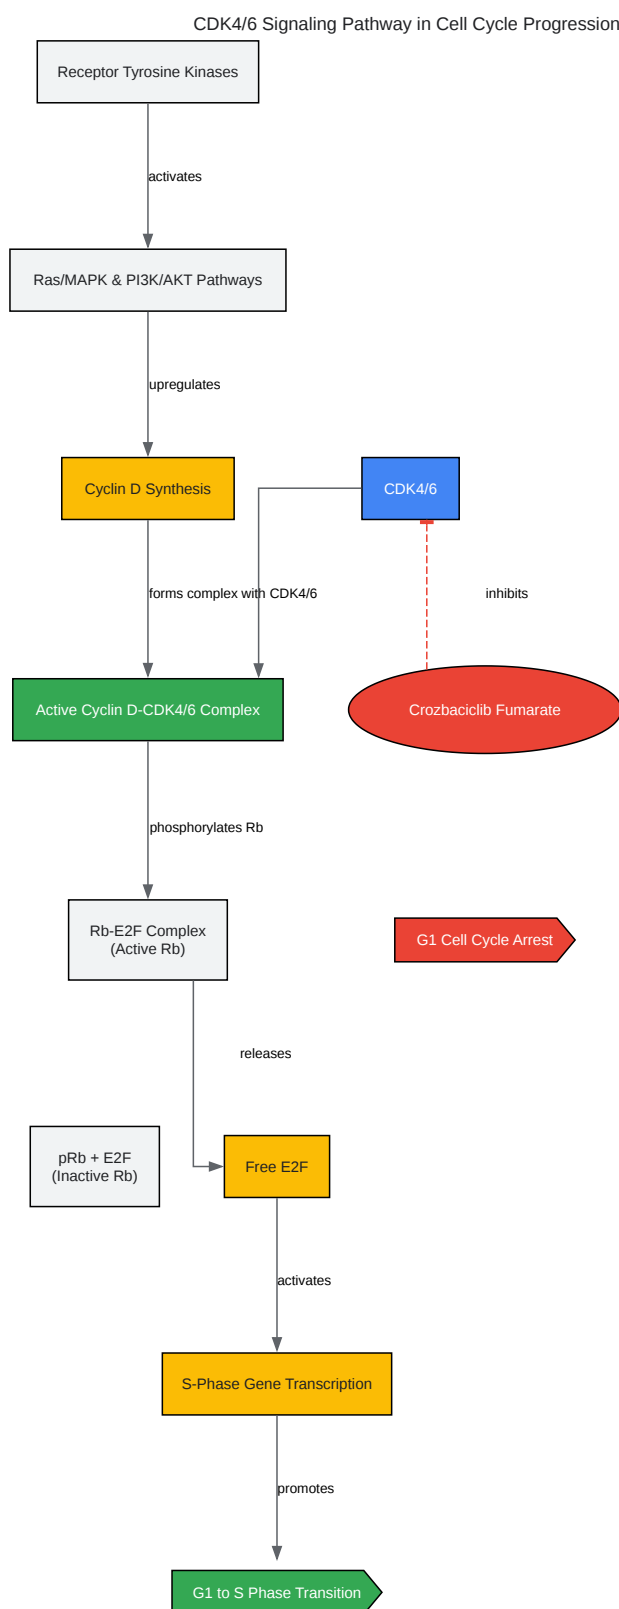 CDK4/6 Signaling Pathway in Cell Cycle Progression
Receptor Tyrosine Kinases
activates
Ras/MAPK & PI3K/AKT Pathways
upregulates
Cyclin D Synthesis
CDK4/6
forms complex with CDK4/6
inhibits
Active Cyclin D-CDK4/6 Complex
Crozbaciclib Fumarate
phosphorylates Rb
Rb-E2F Complex
(Active Rb)
G1 Cell Cycle Arrest
releases
pRb + E2F
(Inactive Rb)
Free E2F
activates
S-Phase Gene Transcription
promotes
G1 to S Phase Transition